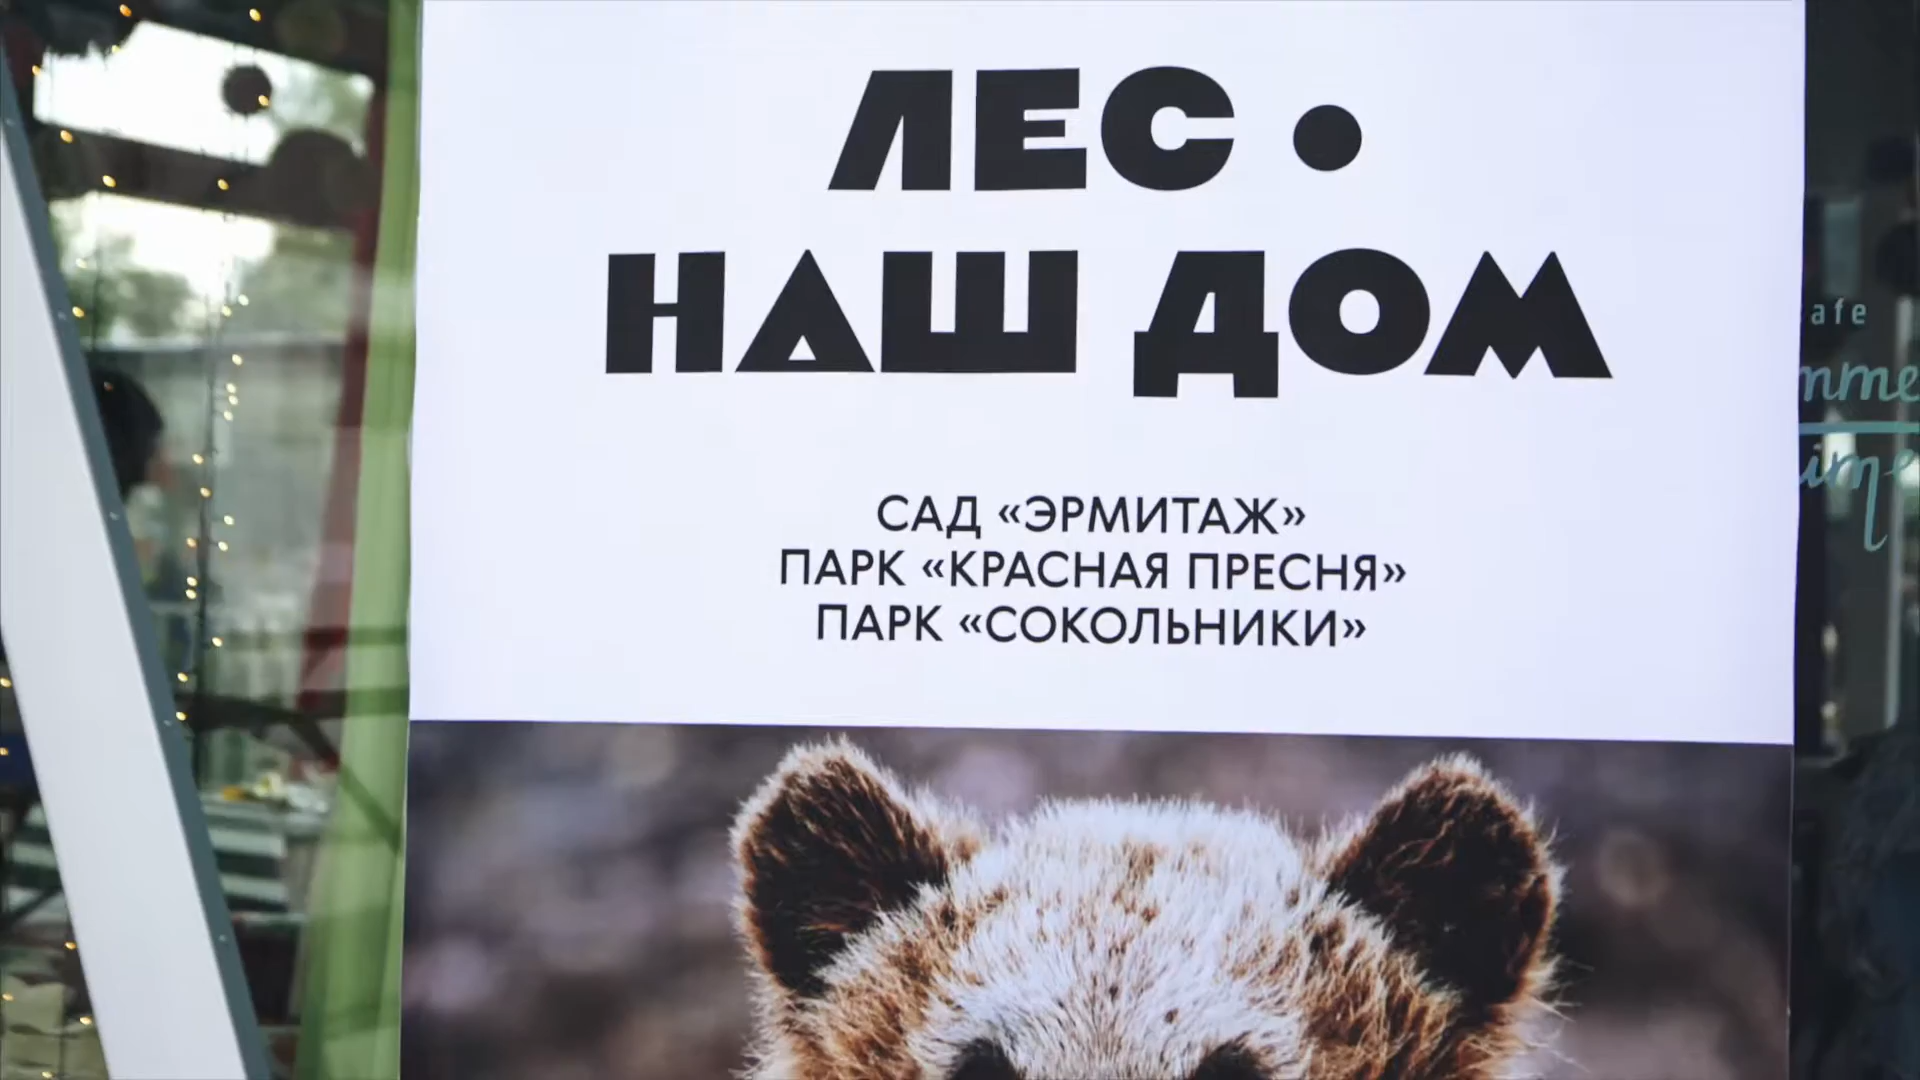 ЛЕС •
НАШ ДОМ
САД «ЭРМИТАЖ»
ПАРК «КРАСНАЯ ПРЕСНЯ»
ПАРК «СОКОЛЬНИКИ»